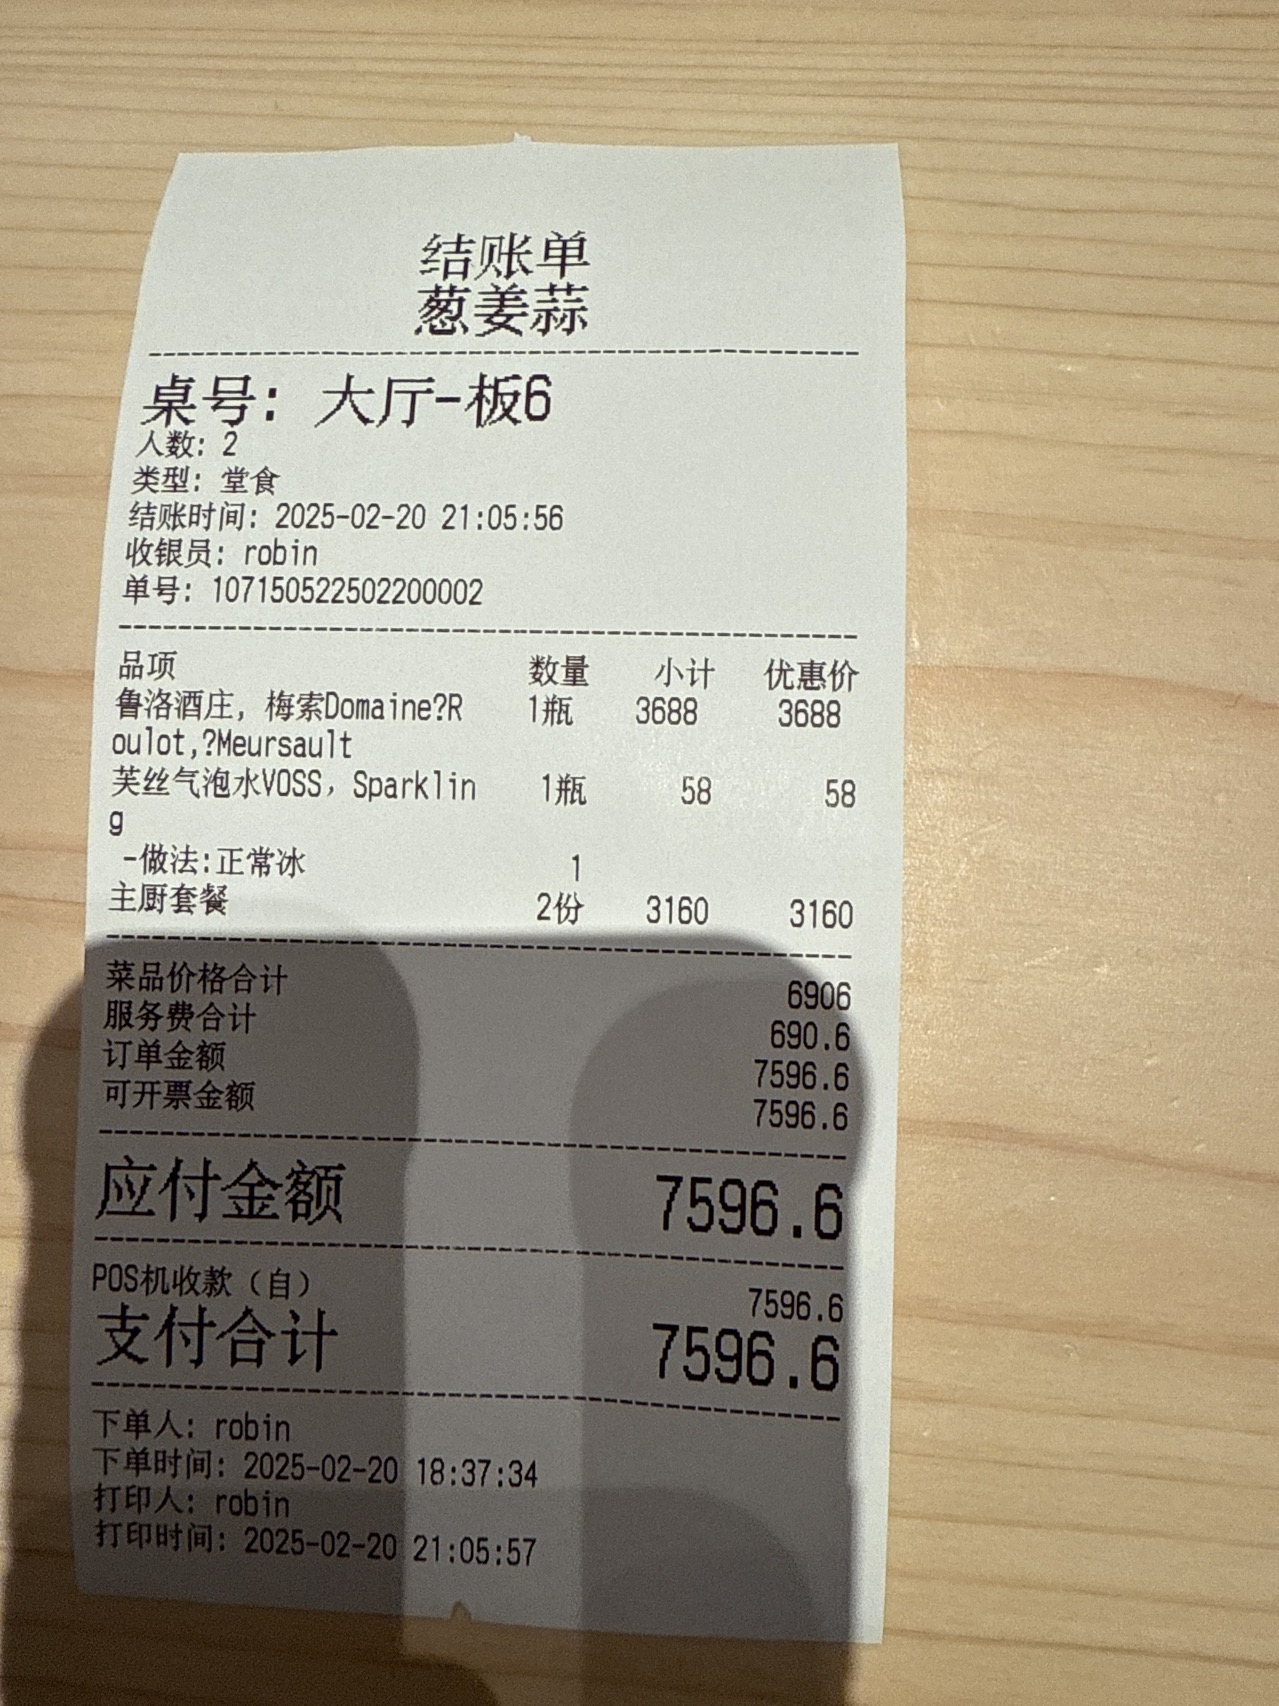 结账单
葱姜蒜
桌号: 大厅-板6
人数: 2
类型: 堂食
结账时间: 2025-02-20 21:05:56
收银员: robin
单号: 107150522502200002
品项 数量 小计 优惠价
鲁洛酒庄, 梅索Domaine?R 1瓶 3688 3688
oulot,?Meursault
芙丝气泡水VOSS, Sparklin 1瓶 58 58
g
-做法:正常冰 1
主厨套餐 2份 3160 3160
菜品价格合计 6906
服务费合计 690.6
订单金额 7596.6
可开票金额 7596.6
应付金额 7596.6
POS机收款（自） 7596.6
支付合计 7596.6
下单人: robin
下单时间: 2025-02-20 18:37:34
打印人: robin
打印时间: 2025-02-20 21:05:57